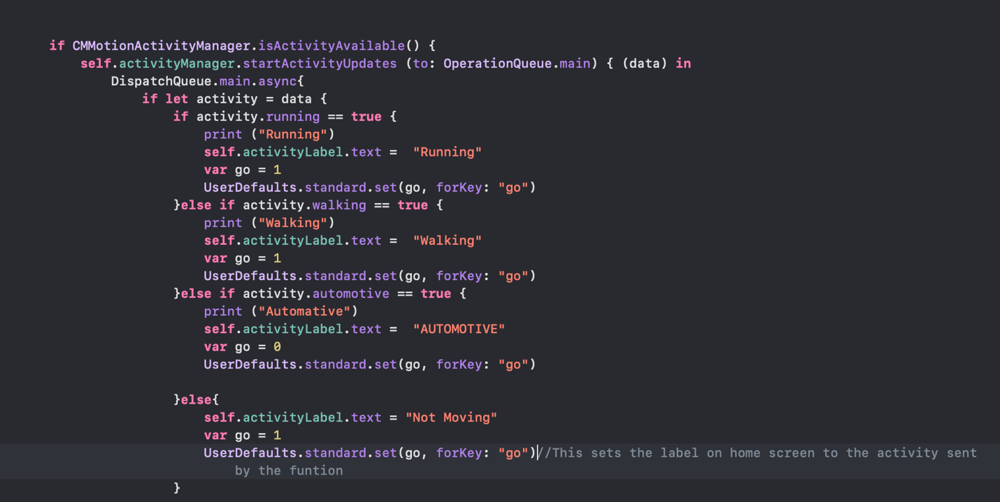 if CMMotionActivityManager.isActivityAvailable() {
self.activityManager.startActivityUpdates (to: OperationQueue.main) { (data) in
DispatchQueue.main.async{
if let activity = data {
if activity.running == true {
print ("Running")
self.activityLabel.text =  "Running"
var go = 1
UserDefaults.standard.set(go, forKey: "go")
}else if activity.walking == true {
print ("Walking")
self.activityLabel.text =  "Walking"
var go = 1
UserDefaults.standard.set(go, forKey: "go")
}else if activity.automotive == true {
print ("Automative")
self.activityLabel.text =  "AUTOMOTIVE"
var go = 0
UserDefaults.standard.set(go, forKey: "go")
}else{
self.activityLabel.text = "Not Moving"
var go = 1
UserDefaults.standard.set(go, forKey: "go")//This sets the label on home screen to the activity sent
by the funtion
}